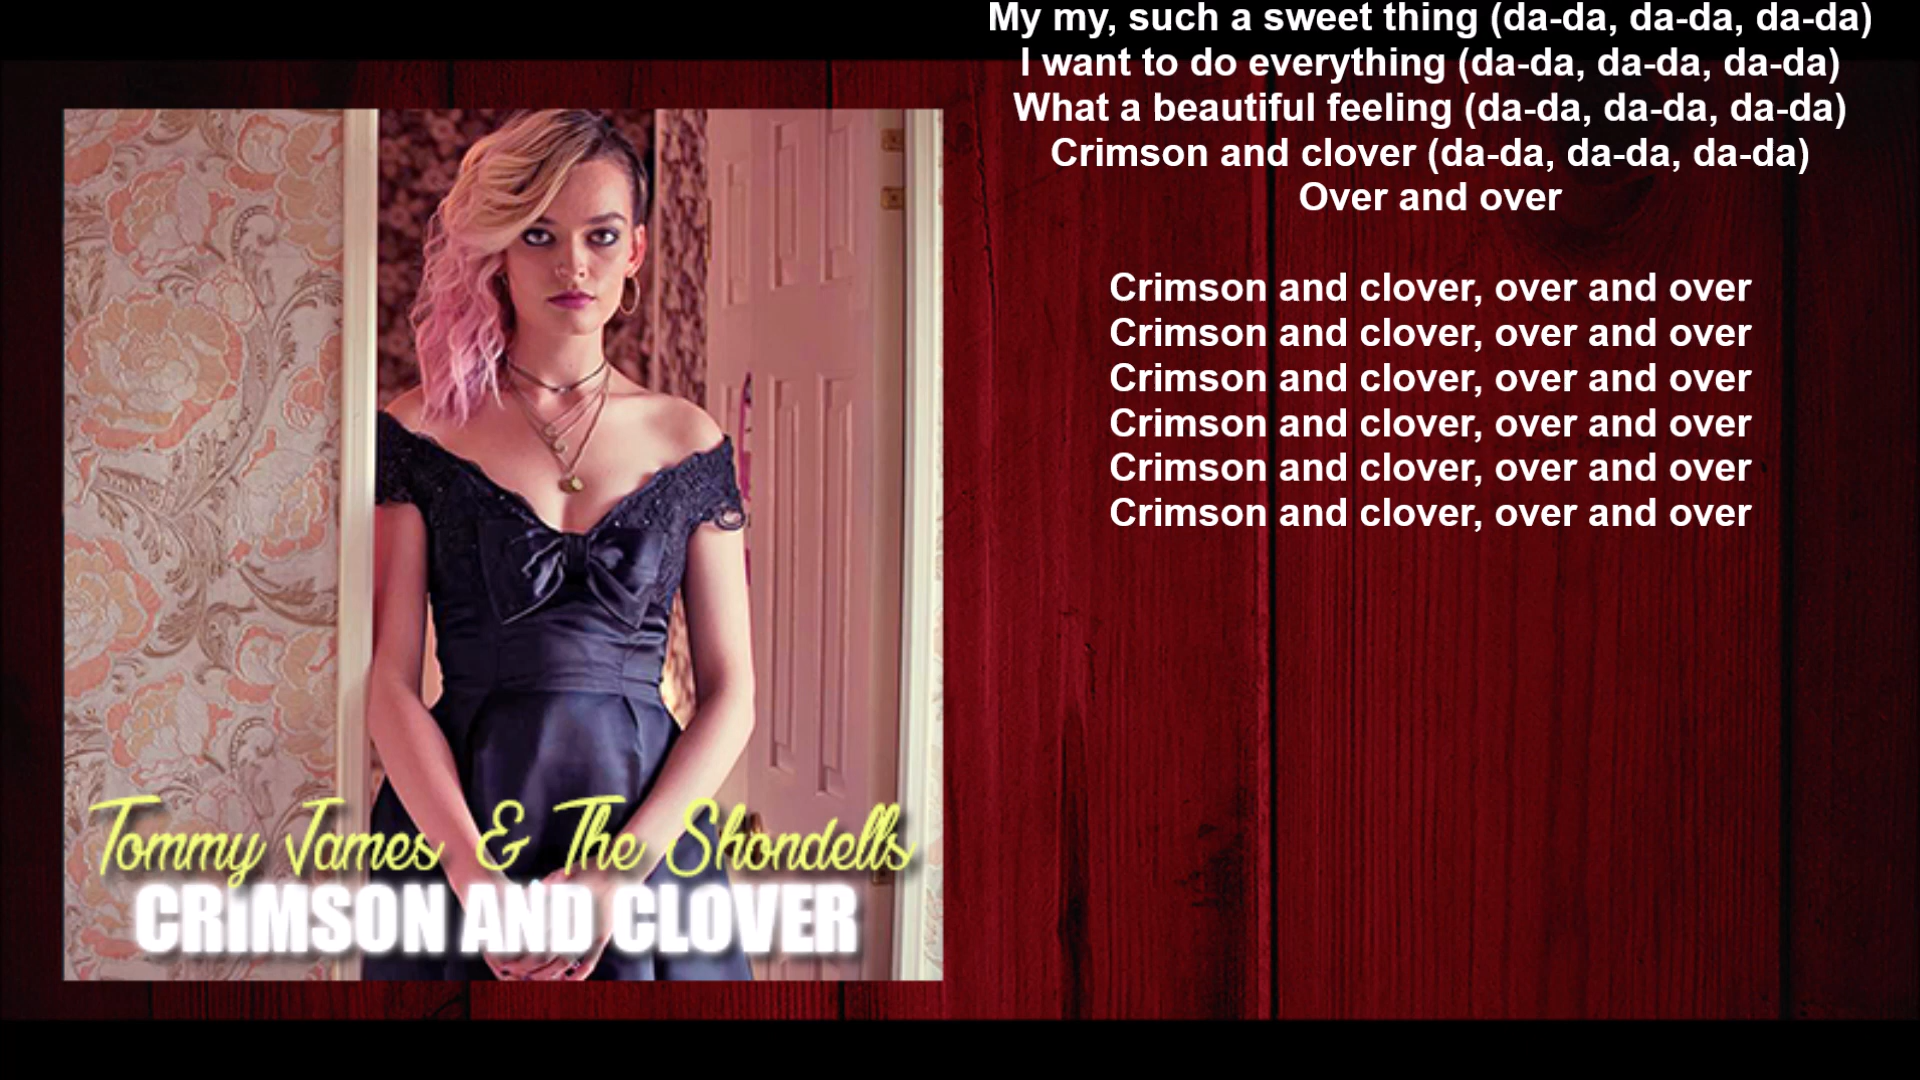 My my, such a sweet thing (da-da, da-da, da-da)
I want to do everything (da-da, da-da, da-da)
What a beautiful feeling (da-da, da-da, da-da)
Crimson and clover (da-da, da-da, da-da)
Over and over
Crimson and clover, over and over
Crimson and clover, over and over
Crimson and clover, over and over
Crimson and clover, over and over
Crimson and clover, over and over
Crimson and clover, over and over
Tommy James & The Shondells
CRiMSON AND CLOVER